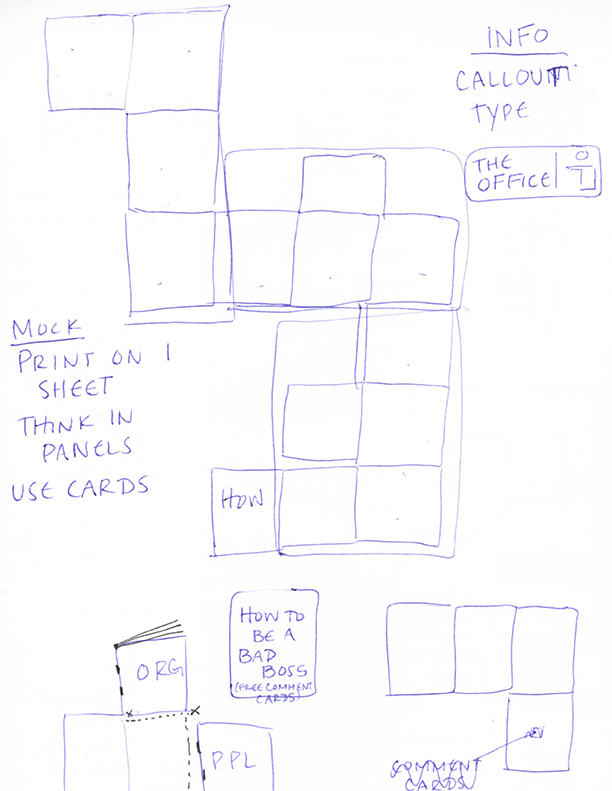 INFO
CALLOUT
TYPE
THE
OFFICE
MOCK
PRINT ON 1
SHEET
THINK IN
PANELS
USE CARDS
HOW
HOW TO
BE A
BAD
BOSS
(FREE COMMENT
CARDS)
ORG
PPL
COMMENT
CARDS